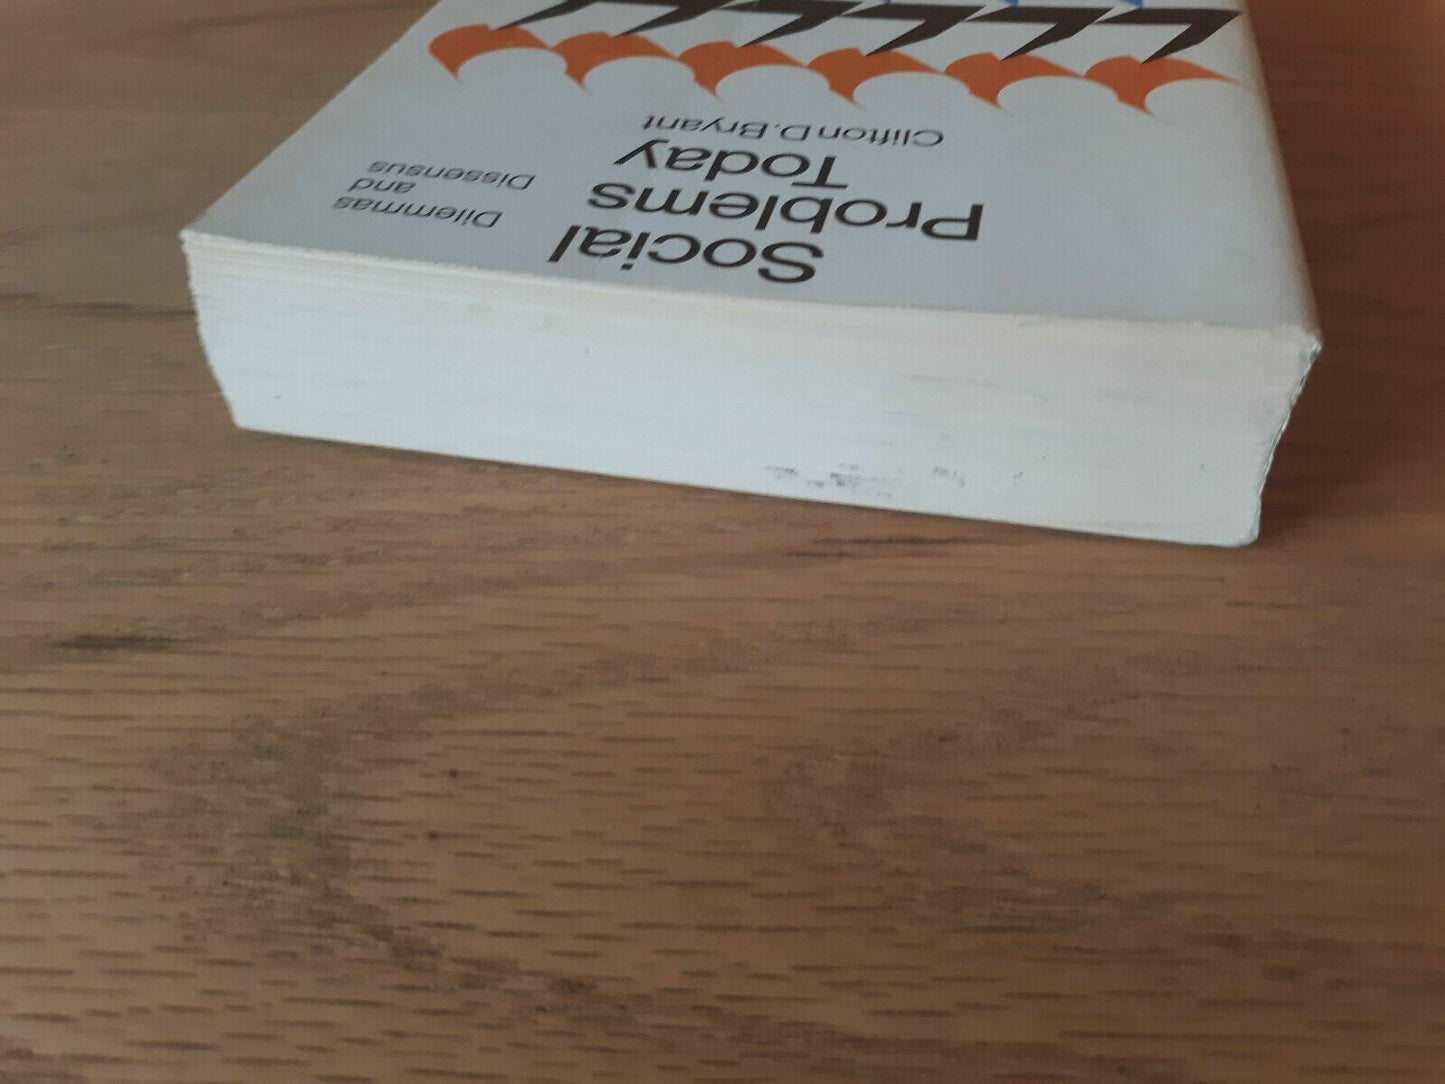 Social
Problems
Today
Clifton D. Bryant
Dilemmas
and
Dissensus